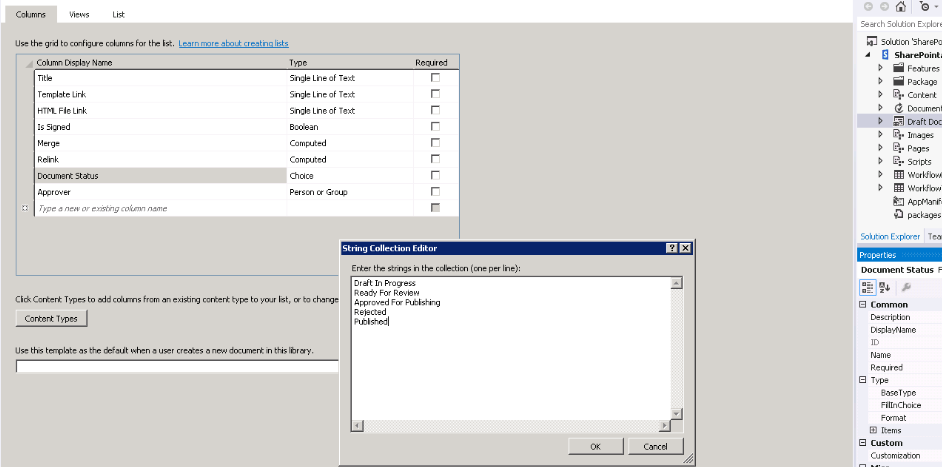 Columns Views List
Search Solution Explore
Solution 'SharePo
Use the grid to configure columns for the list. Learn more about creating lists
SharePointa
Column Display Name Type Required
Features
Title Single Line of Text
Package
Template Link Single Line of Text
Content
HTML File Link Single Line of Text
Document
Is Signed Boolean
Draft Doc
Merge Computed
Images
Relink Computed
Pages
Document Status Choice
Scripts
Approver Person or Group
Workflow
Type a new or existing column name
Workflow
AppManif
packages
Solution Explorer Tea
String Collection Editor
Properties
Enter the strings in the collection (one per line):
Document Status F
Draft In Progress
Ready For Review
Approved For Publishing
Rejected
Published
Click Content Types to add columns from an existing content type to your list, or to change
Content Types
Use this template as the default when a user creates a new document in this library.
OK Cancel
Common
Description
DisplayName
ID
Name
Required
Type
BaseType
FillInChoice
Format
Items
Custom
Customization